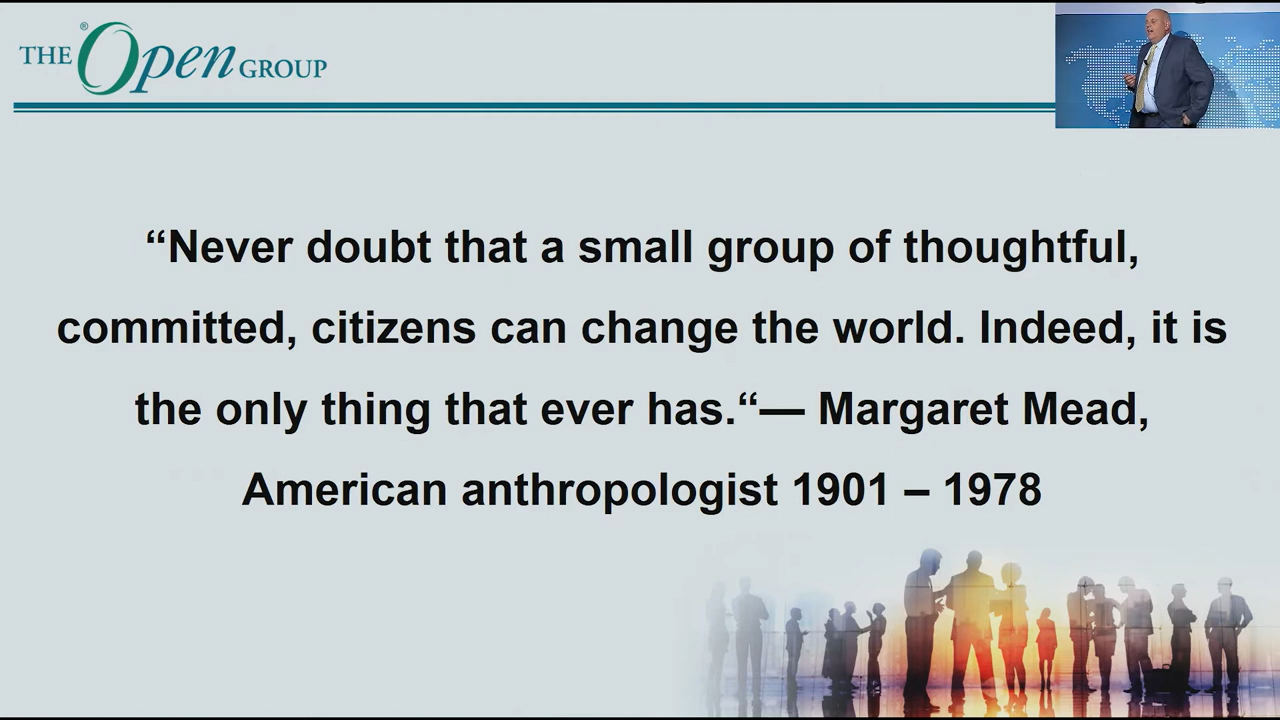 THE Open GROUP
®
“Never doubt that a small group of thoughtful,
committed, citizens can change the world. Indeed, it is
the only thing that ever has.“— Margaret Mead,
American anthropologist 1901 – 1978